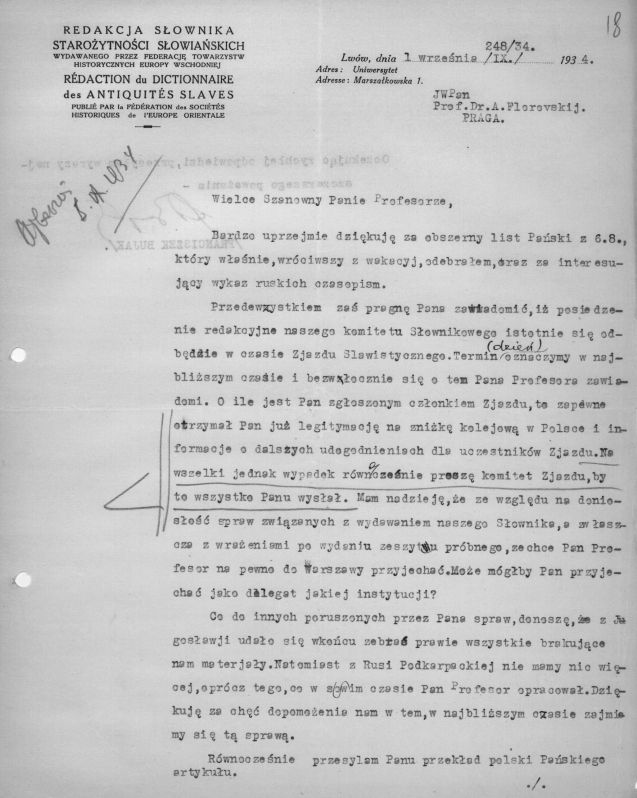 18
REDAKCJA SŁOWNIKA
STAROŻYTNOŚCI SŁOWIAŃSKICH
WYDAWANEGO PRZEZ FEDERACJĘ TOWARZYSTW
HISTORYCZNYCH EUROPY WSCHODNIEJ
RÉDACTION du DICTIONNAIRE
des ANTIQUITÉS SLAVES
PUBLIÉ PAR la FÉDÉRATION des SOCIÉTÉS
HISTORIQUES de l'EUROPE ORIENTALE
248/34.
Lwów, dnia 1 września /IX./ 1934.
Adres: Uniwersytet
Adresse: Marszałkowska 1.
JWPan
Prof.Dr.A.Florovskij.
PRAGA.
Oczekując rychłej odpowiedzi, przesyłam wyrazy naj-
szczerszego poważania -
/FRANCISZEK BUJAK/
1934
Wielce Szanowny Panie Profesorze,
Bardzo uprzejmie dziękuję za obszerny list Pański z 6.8.,
który właśnie,wróciwszy z wakacyj,odebrałem,oraz za interesu-
jący wykaz ruskich czasopism.
Przedewszystkiem zaś pragnę Pana zawiadomić,iż posiedze-
nie redakcyjne naszego komitetu Słownikowego istotnie się od-
będzie w czasie Zjazdu Slawistycznego.Termin (dzień) oznaczymy w naj-
bliższym czasie i bezwłocznie się o tem Pana Profesora zawia-
domi. O ile jest Pan zgłoszonym członkiem Zjazdu,to zapewne
otrzymał Pan już legitymację na zniżkę kolejową w Polsce i in-
formacje o dalszych udogodnieniach dla uczestników Zjazdu.Na
wszelki jednak wypadek równocześnie proszę komitet Zjazdu,by
to wszystko Panu wysłał. Mam nadzieję,że ze względu na donio-
słość spraw związanych z wydawaniem naszego Słownika,a zwłasz-
cza z wrażeniami po wydaniu zeszytu próbnego,zechce Pan Pro-
fesor na pewno do Warszawy przyjechać.Może mógłby Pan przyje-
chać jako delegat jakiej instytucji?
Co do innych poruszonych przez Pana spraw,donoszę,że z Ju
gosławji udało się wkońcu zebrać prawie wszystkie brakujące
nam materjały.Natomiast z Rusi Podkarpackiej nie mamy nic wię-
cej,oprócz tego,co w swoim czasie Pan Profesor opracował.Dzię-
kuję za chęć dopomożenia nam w tem,w najbliższym czasie zajmie
my się tą sprawą.
Równocześnie przesyłam Panu przekład polski Pańskiego
artykułu.
./.